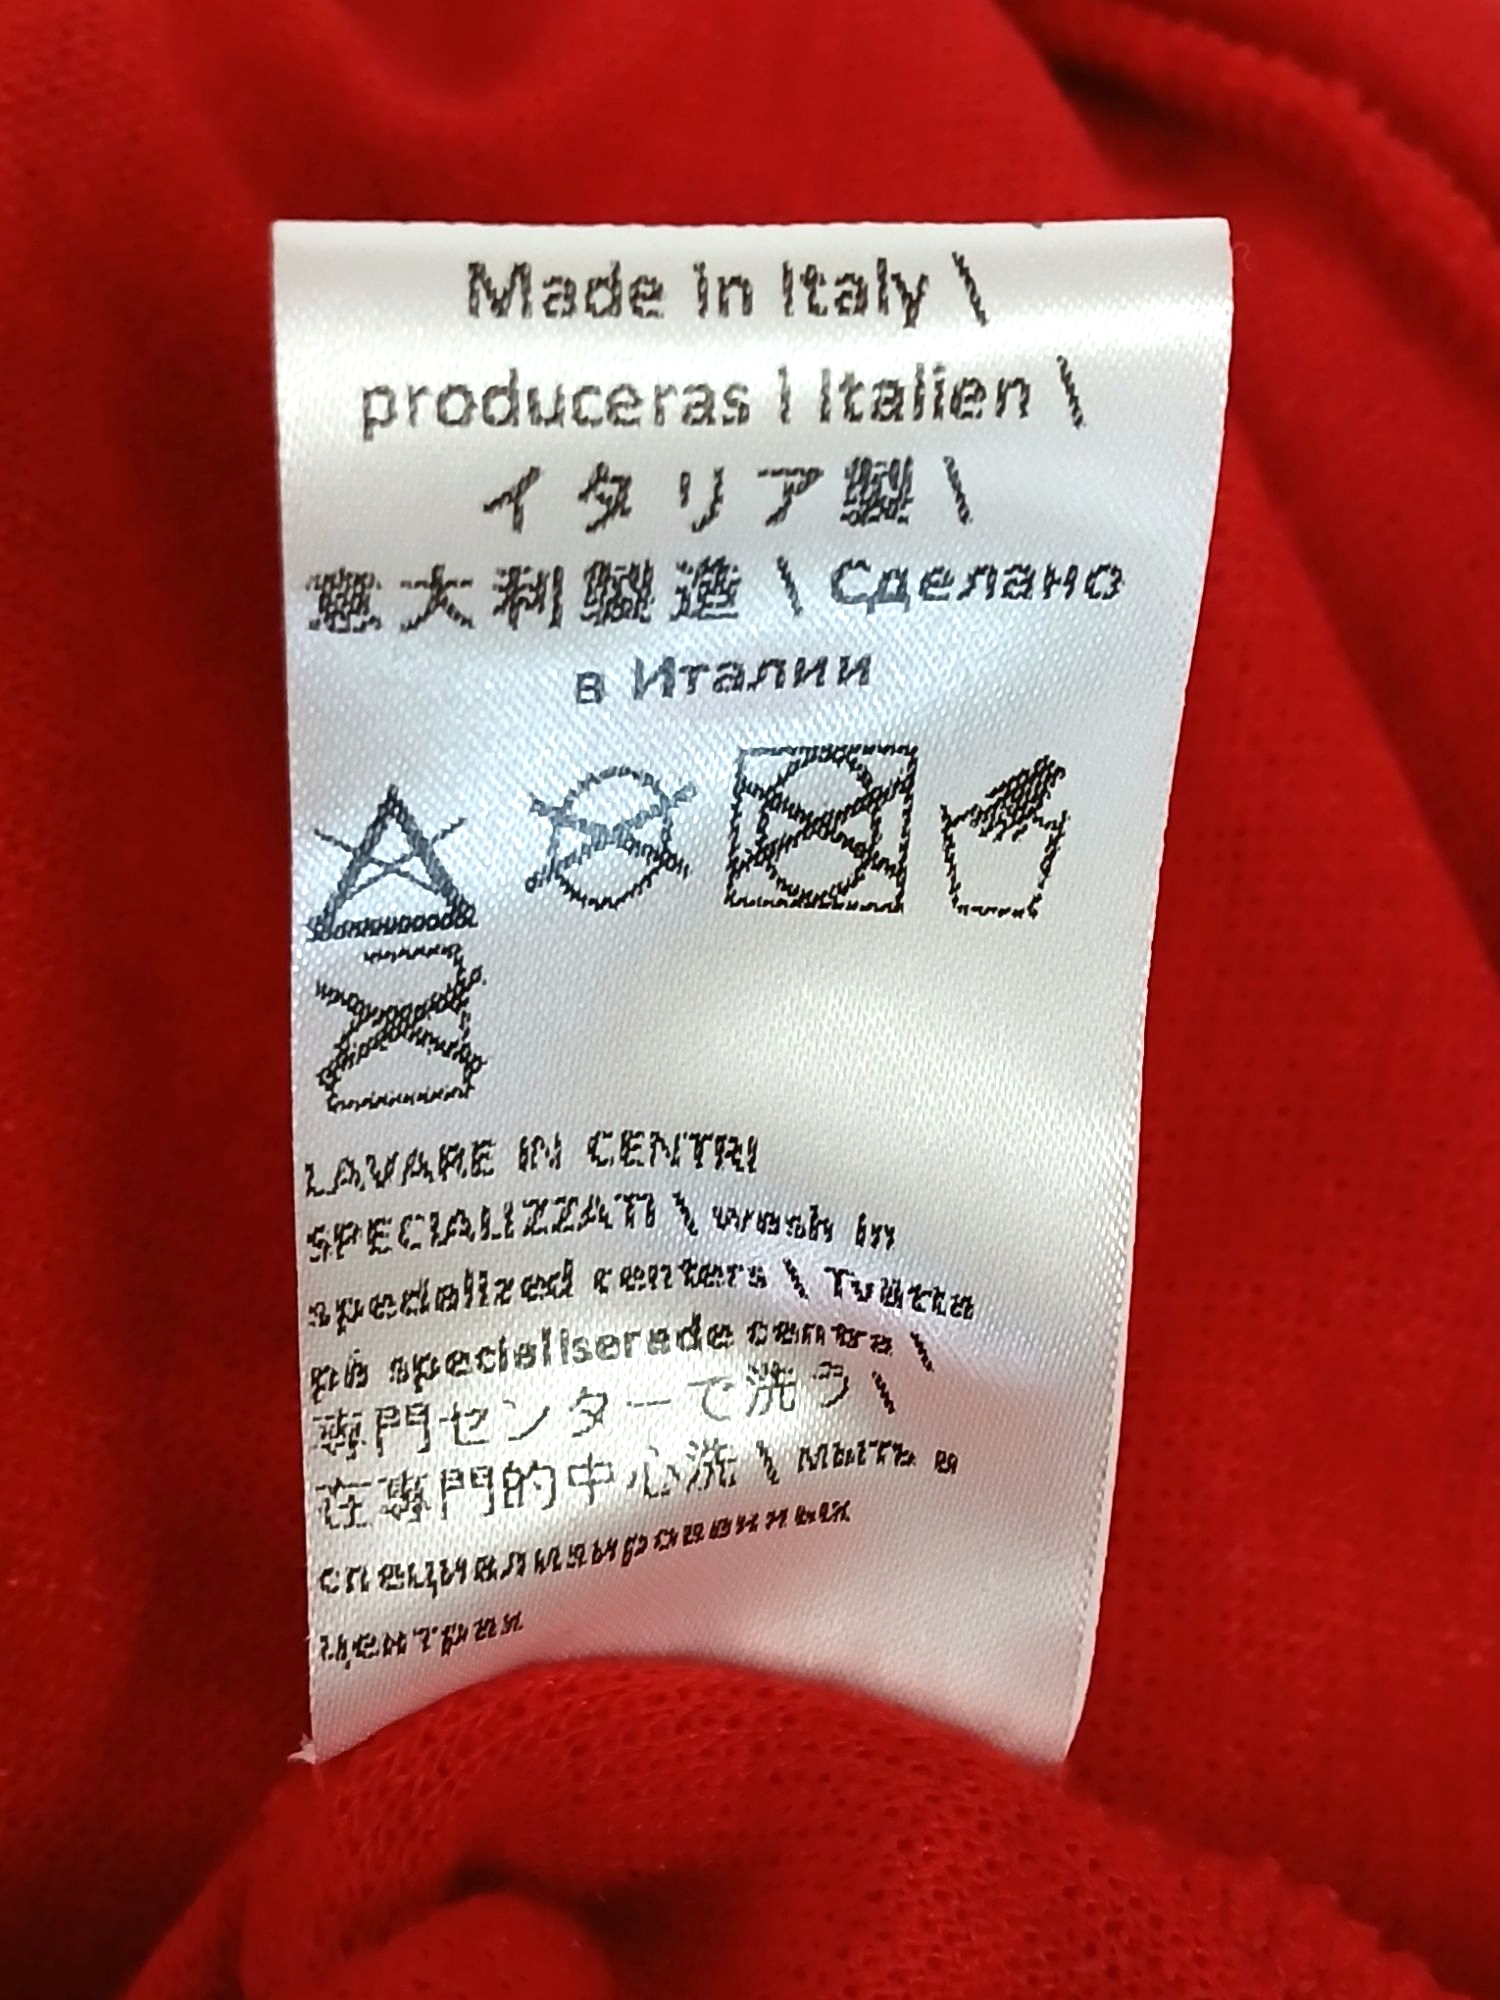 Made in Italy \
produceras i Italien \
イタリア製 \
意大利製造 \ Сделано
в Италии
LAVARE IN CENTRI
SPECIALIZZATI \ wash in
specialized centers \ Tvätta
på specialiserade centra \
専門センターで洗う \
在專門的中心洗 \ мыть в
специализированных
центрах